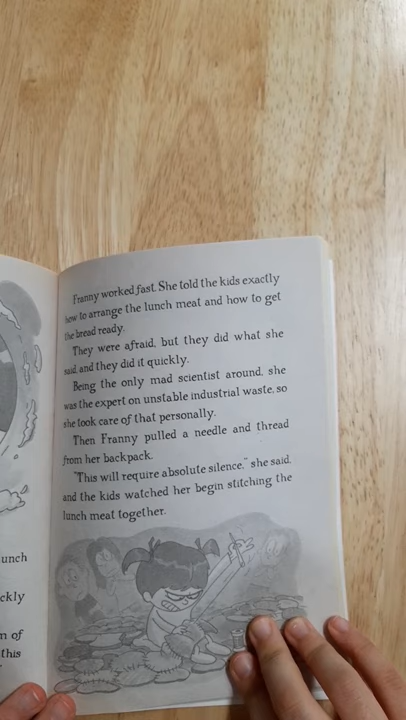 unch
ckly
n of
this
Franny worked fast. She told the kids exactly
how to arrange the lunch meat and how to get
the bread ready.
They were afraid, but they did what she
said, and they did it quickly.
Being the only mad scientist around, she
was the expert on unstable industrial waste, so
she took care of that personally.
Then Franny pulled a needle and thread
from her backpack.
"This will require absolute silence," she said,
and the kids watched her begin stitching the
lunch meat together.